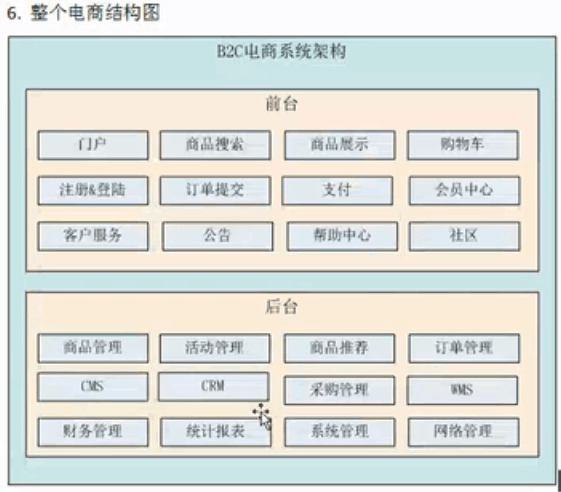 6. 整个电商结构图
B2C电商系统架构
前台
门户 商品搜索 商品展示 购物车
注册&登陆 订单提交 支付 会员中心
客户服务 公告 帮助中心 社区
后台
商品管理 活动管理 商品推荐 订单管理
CMS CRM 采购管理 WMS
财务管理 统计报表 系统管理 网络管理